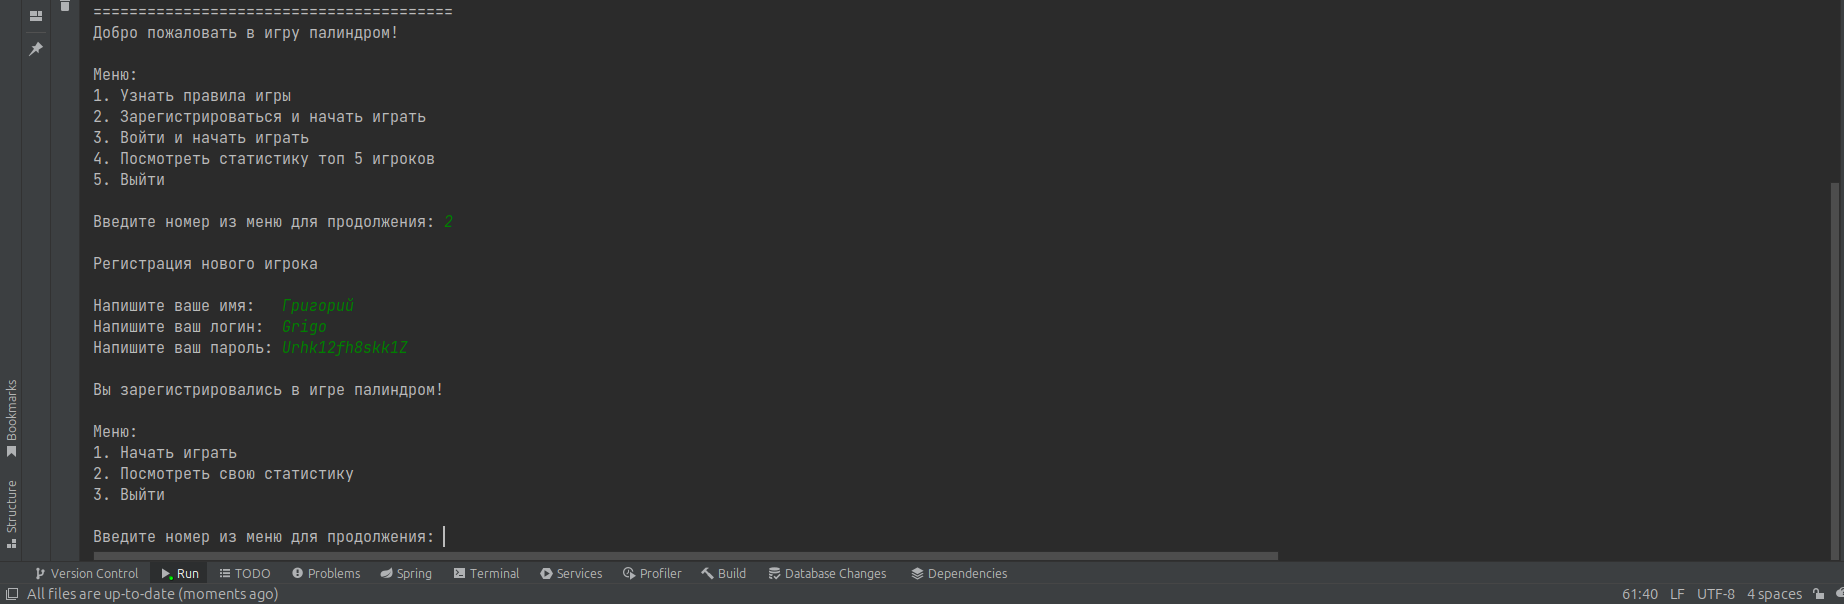 ========================================
Добро пожаловать в игру палиндром!
Меню:
1. Узнать правила игры
2. Зарегистрироваться и начать играть
3. Войти и начать играть
4. Посмотреть статистику топ 5 игроков
5. Выйти
Введите номер из меню для продолжения: 2
Регистрация нового игрока
Напишите ваше имя: Григорий
Напишите ваш логин: Grigo
Напишите ваш пароль: Urhk12fh8skk1Z
Вы зарегистрировались в игре палиндром!
Меню:
1. Начать играть
2. Посмотреть свою статистику
3. Выйти
Введите номер из меню для продолжения:
Bookmarks
Structure
Version Control Run TODO Problems Spring Terminal Services Profiler Build Database Changes Dependencies
All files are up-to-date (moments ago) 61:40 LF UTF-8 4 spaces